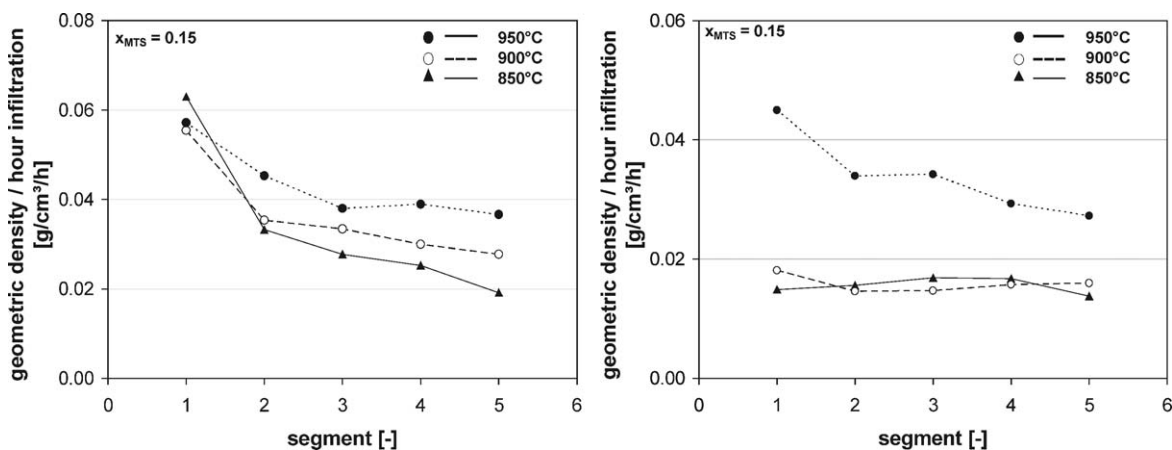 geometric density / hour infiltration
[g/cm³/h]
0.08
0.06
0.04
0.02
0.00
x_MTS = 0.15
950°C
900°C
850°C
0 1 2 3 4 5 6
segment [-]
geometric density / hour infiltration
[g/cm³/h]
0.06
0.04
0.02
0.00
x_MTS = 0.15
950°C
900°C
850°C
0 1 2 3 4 5 6
segment [-]